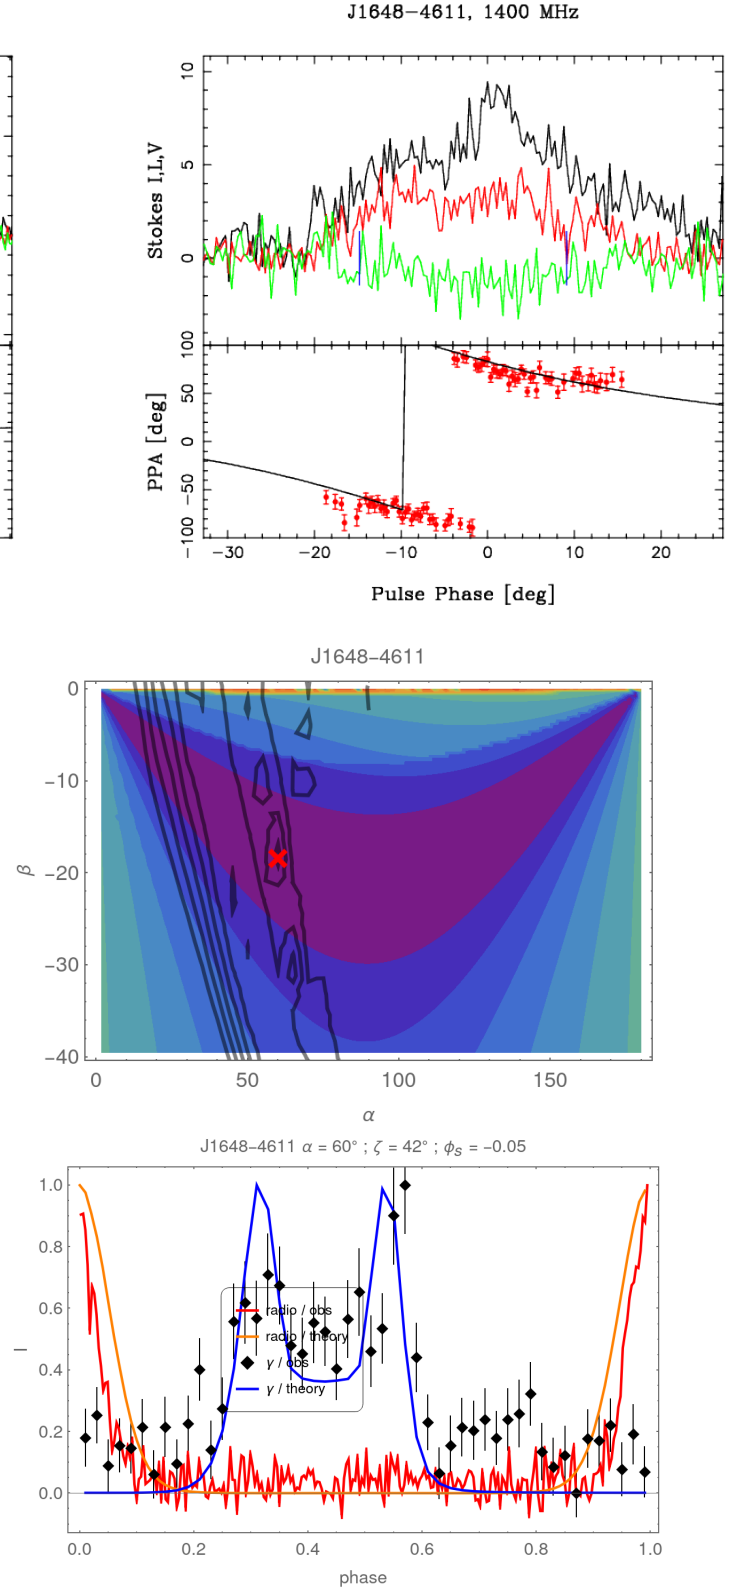 J1648−4611, 1400 MHz
10
5
0
Stokes I,L,V
100
50
0
−50
−100
PPA [deg]
−30 −20 −10 0 10 20
Pulse Phase [deg]
J1648−4611
0
−10
−20
−30
−40
β
0 50 100 150
α
J1648−4611 α = 60° ; ζ = 42° ; ϕs = −0.05
1.0
0.8
0.6
0.4
0.2
0.0
I
radio / obs
radio / theory
γ / obs
γ / theory
0.0 0.2 0.4 0.6 0.8 1.0
phase